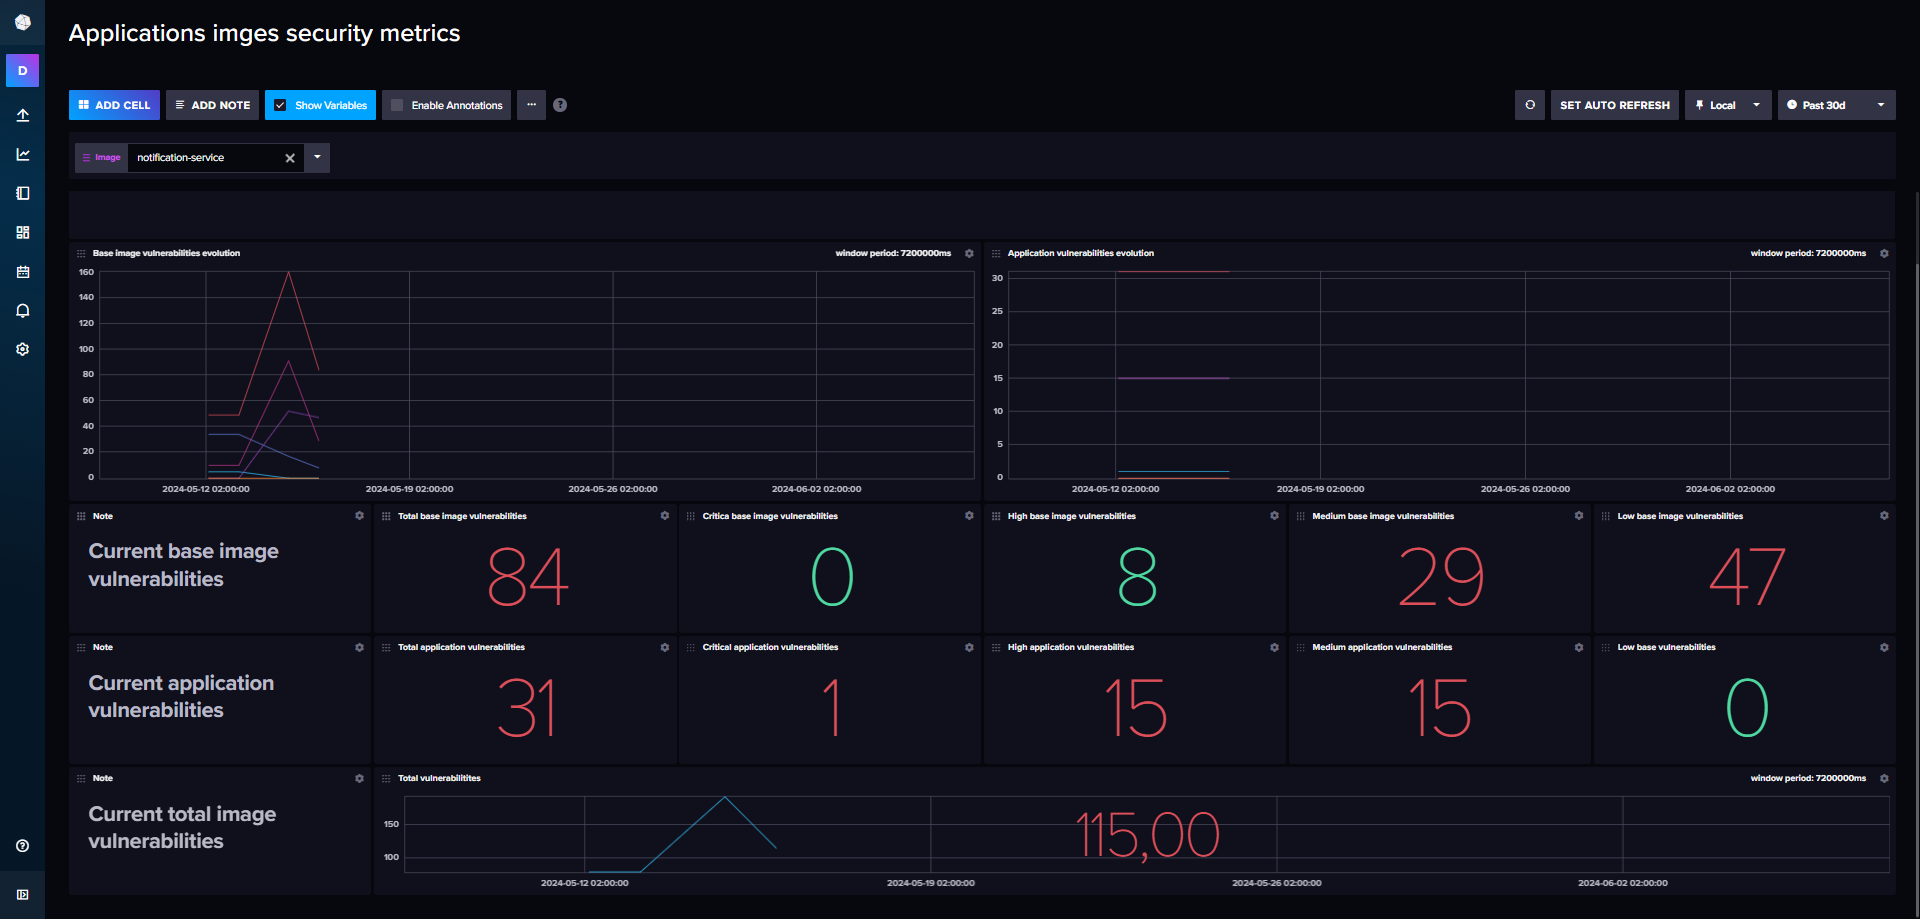 Applications imges security metrics
D
ADD CELL
ADD NOTE
Show Variables
Enable Annotations
...
?
SET AUTO REFRESH
Local
Past 30d
Image
notification-service
Base image vulnerabilities evolution
window period: 7200000ms
160
140
120
100
80
60
40
20
0
2024-05-12 02:00:00
2024-05-19 02:00:00
2024-05-26 02:00:00
2024-06-02 02:00:00
Application vulnerabilities evolution
window period: 7200000ms
30
25
20
15
10
5
0
2024-05-12 02:00:00
2024-05-19 02:00:00
2024-05-26 02:00:00
2024-06-02 02:00:00
Note
Current base image
vulnerabilities
Total base image vulnerabilities
84
Critica base image vulnerabilities
0
High base image vulnerabilities
8
Medium base image vulnerabilities
29
Low base image vulnerabilities
47
Note
Current application
vulnerabilities
Total application vulnerabilities
31
Critical application vulnerabilities
1
High application vulnerabilities
15
Medium application vulnerabilities
15
Low base vulnerabilities
0
Note
Current total image
vulnerabilities
Total vulnerabilitites
window period: 7200000ms
150
100
115,00
2024-05-12 02:00:00
2024-05-19 02:00:00
2024-05-26 02:00:00
2024-06-02 02:00:00
?